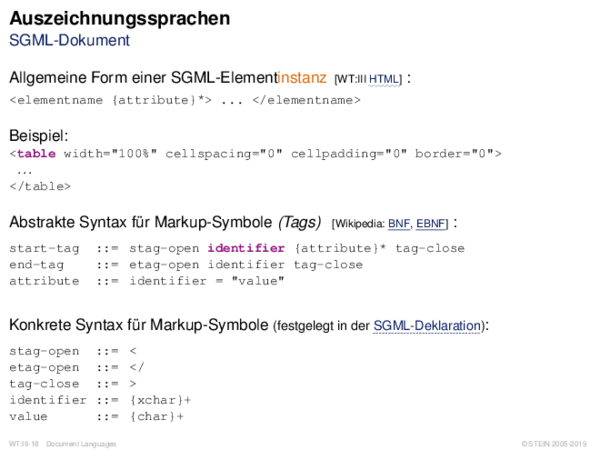 Auszeichnungssprachen
SGML-Dokument
Allgemeine Form einer SGML-Elementinstanz [WT:III HTML] :
<elementname {attribute}*> ... </elementname>
Beispiel:
<table width="100%" cellspacing="0" cellpadding="0" border="0">
...
</table>
Abstrakte Syntax für Markup-Symbole (Tags) [Wikipedia: BNF, EBNF] :
start-tag ::= stag-open identifier {attribute}* tag-close
end-tag ::= etag-open identifier tag-close
attribute ::= identifier = "value"
Konkrete Syntax für Markup-Symbole (festgelegt in der SGML-Deklaration):
stag-open ::= <
etag-open ::= </
tag-close ::= >
identifier ::= {xchar}+
value ::= {char}+
WT:II-18 Document Languages © STEIN 2005-2019